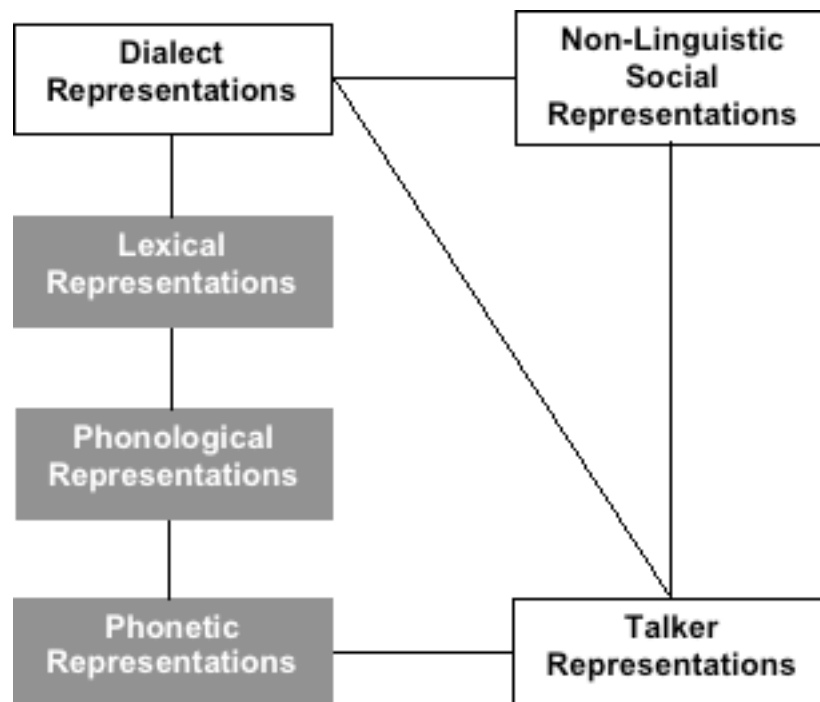 Dialect
Representations
Non-Linguistic
Social
Representations
Lexical
Representations
Phonological
Representations
Phonetic
Representations
Talker
Representations